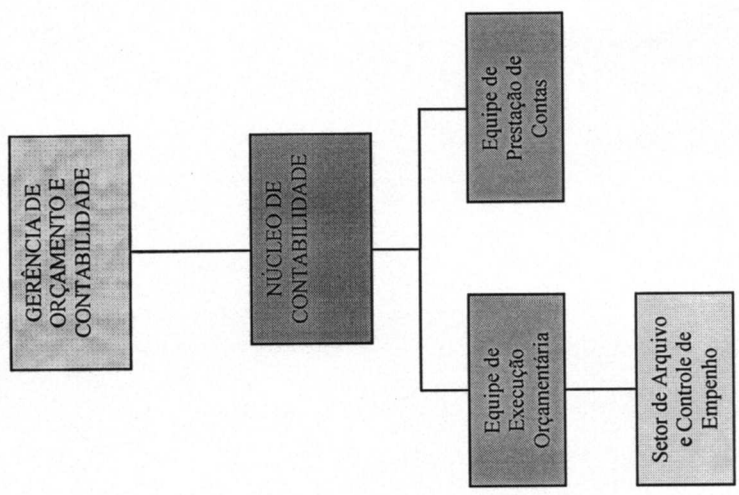 GERÊNCIA DE
ORÇAMENTO E
CONTABILIDADE
NÚCLEO DE
CONTABILIDADE
Equipe de
Execução
Orçamentária
Equipe de
Prestação de
Contas
Setor de Arquivo
e Controle de
Empenho